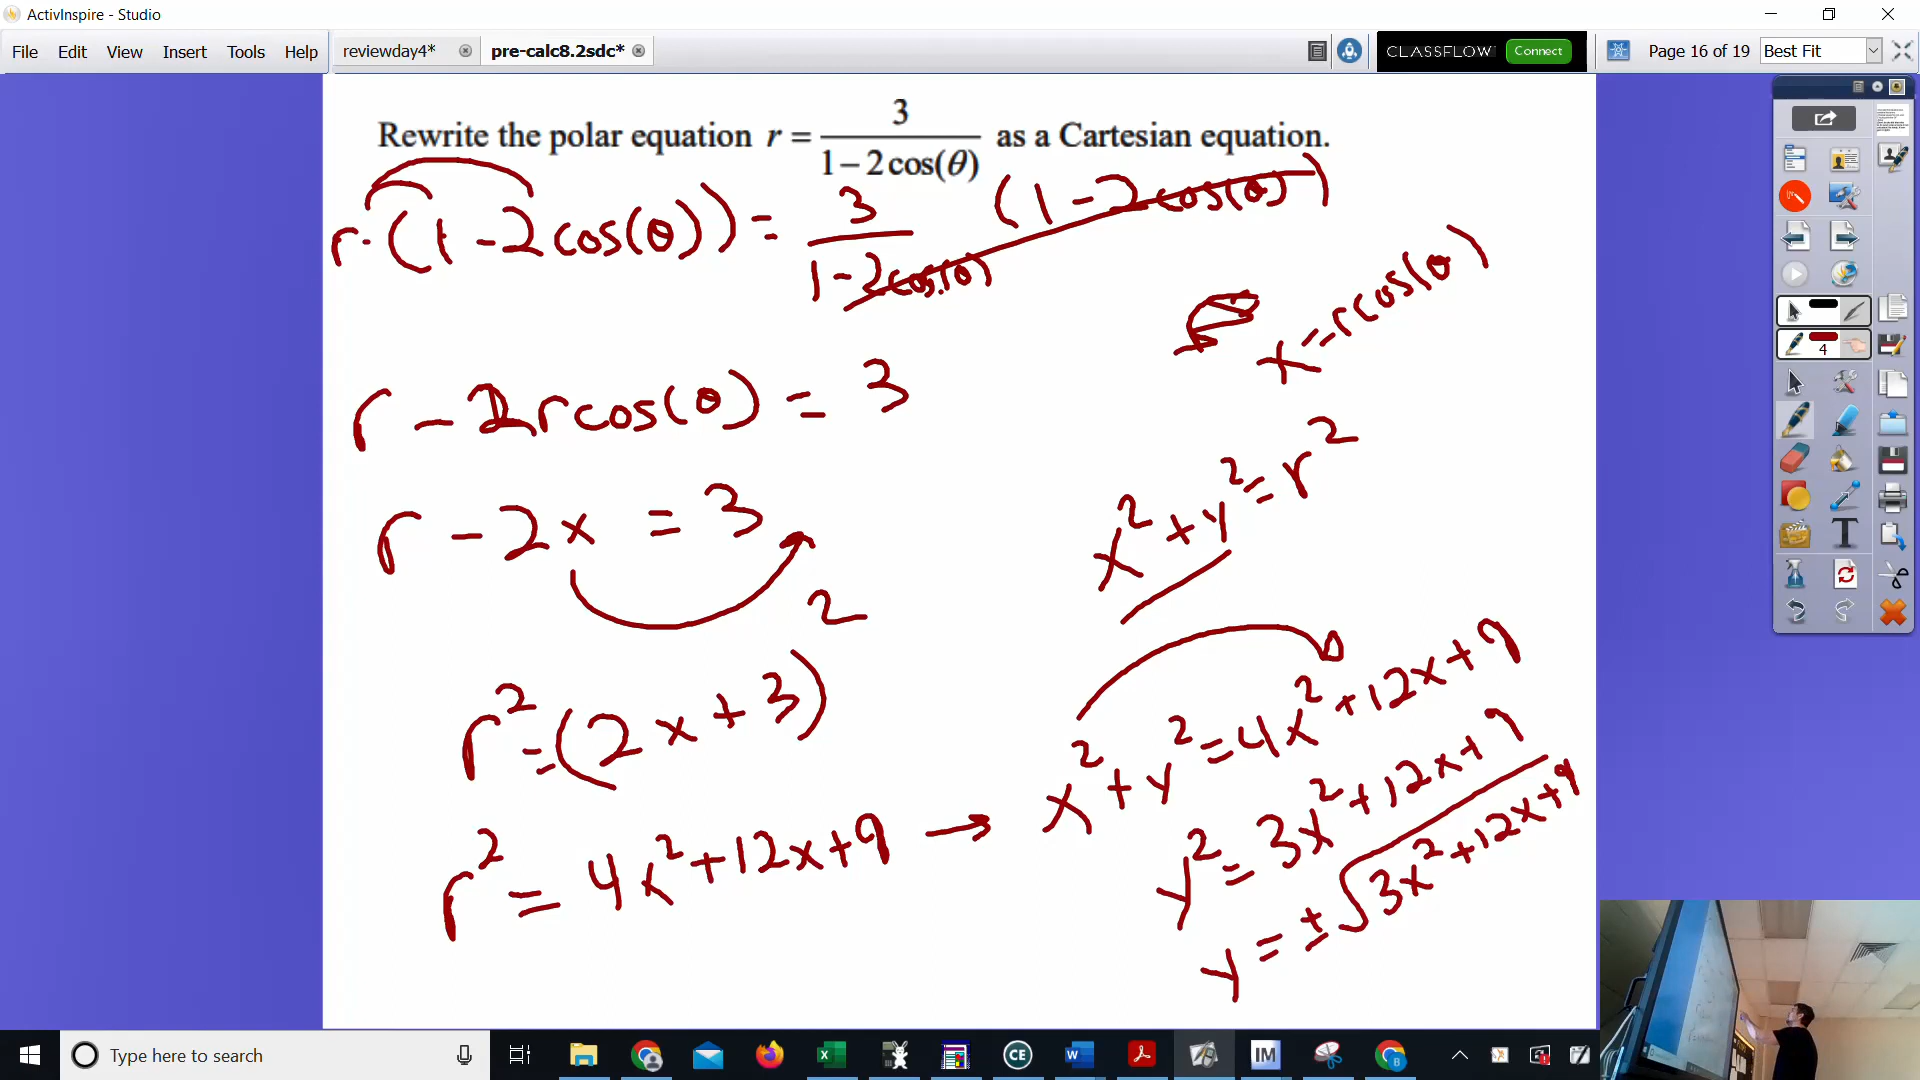 ActivInspire - Studio
File Edit View Insert Tools Help
reviewday4* pre-calc8.2sdc*
CLASSFLOW Connect
Page 16 of 19 Best Fit
Rewrite the polar equation r = 3/(1 − 2cos(θ)) as a Cartesian equation.
r·(1 − 2cos(θ)) = 3/(1 − 2cos(θ)) (1 − 2cos(θ))
x = rcos(θ)
r − 2rcos(θ) = 3
x² + y² = r²
r − 2x = 3
r² = (2x + 3)²
r² = 4x² + 12x + 9 →
x² + y² = 4x² + 12x + 9
y² = 3x² + 12x + 9
y = ±√(3x² + 12x + 9)
4
T
Type here to search
X
CE
W
IM
B